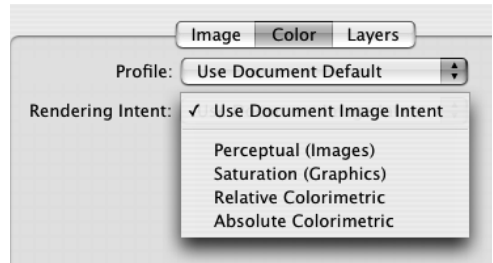 Image Color Layers
Profile: Use Document Default
Rendering Intent: ✓ Use Document Image Intent
Perceptual (Images)
Saturation (Graphics)
Relative Colorimetric
Absolute Colorimetric